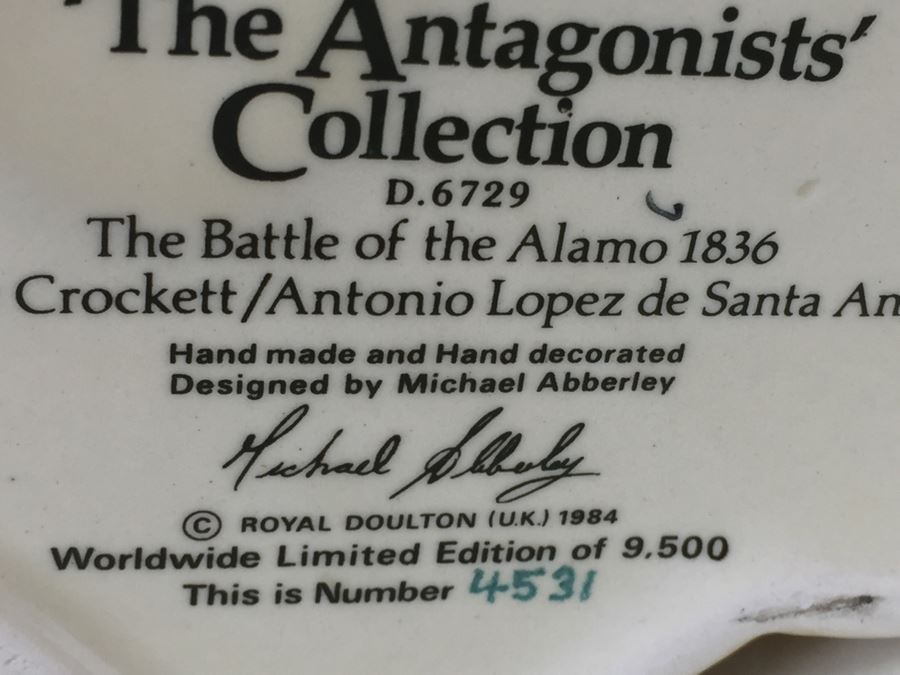 'The Antagonists'
Collection
D.6729
The Battle of the Alamo 1836
Crockett/Antonio Lopez de Santa An
Hand made and Hand decorated
Designed by Michael Abberley
Michael Abberley
© ROYAL DOULTON (U.K.) 1984
Worldwide Limited Edition of 9,500
This is Number 4531